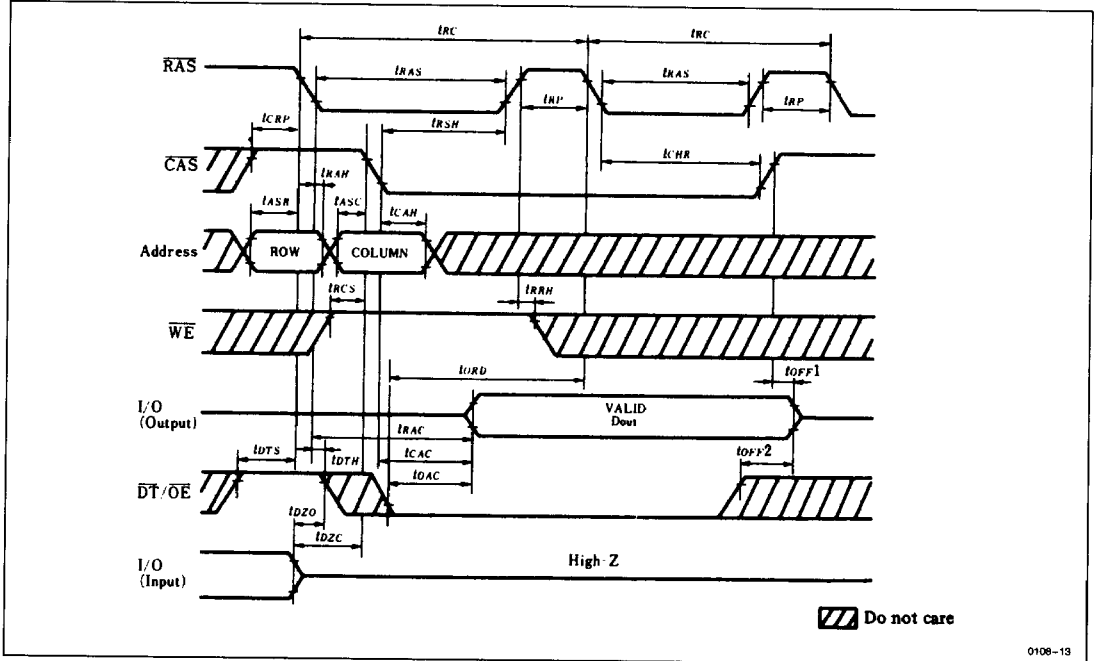 tRC tRC
RAS tRAS tRAS
tRP tRP
tCRP tRSH
CAS tRAH tCHR
tASR tASC tCAH
Address ROW COLUMN
tRCS tRRH
WE
tORD tOFF1
I/O
(Output)
VALID
Dout
tRAC
tDTS tDTH tCAC tOFF2
tOAC
DT/OE
tDZO
tDZC
I/O
(Input)
High-Z
Do not care
0108-13